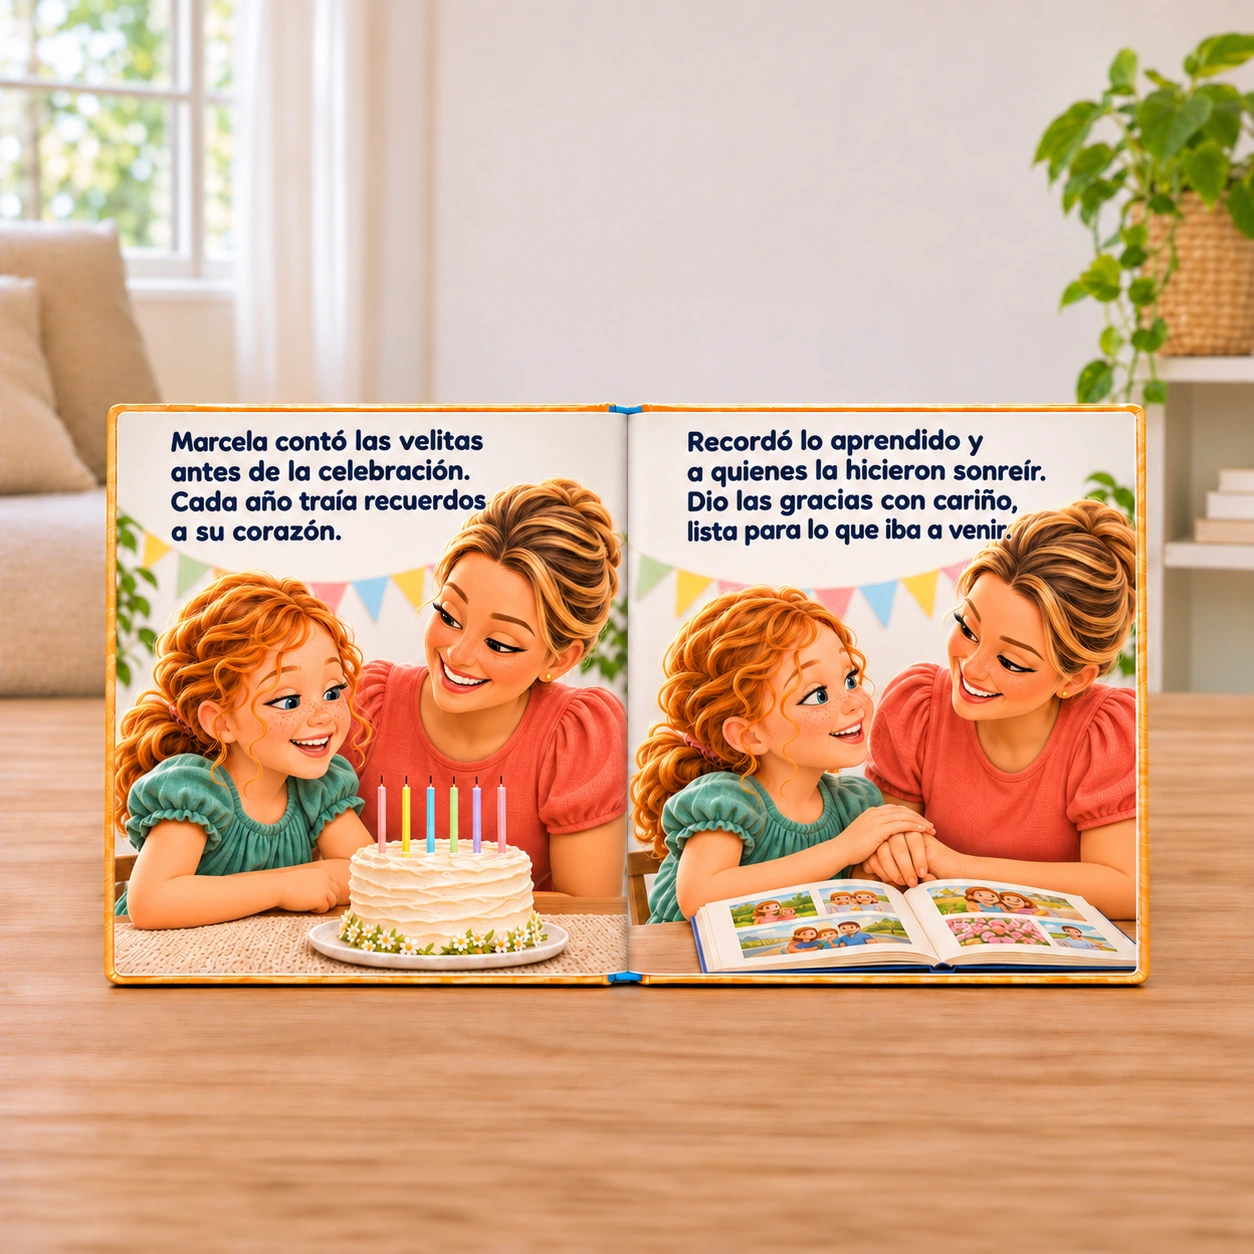 Marcela contó las velitas
antes de la celebración.
Cada año traía recuerdos
a su corazón.
Recordó lo aprendido y
a quienes la hicieron sonreír.
Dio las gracias con cariño,
lista para lo que iba a venir.